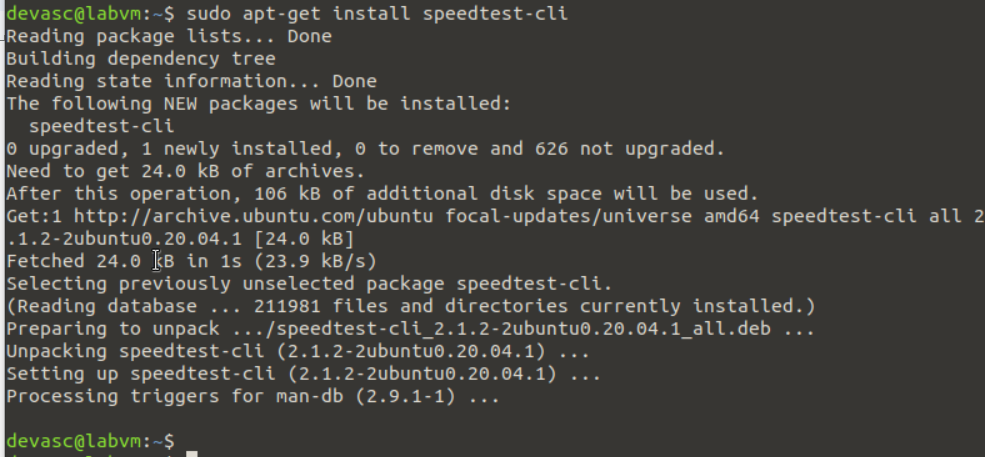 devasc@labvm:~$ sudo apt-get install speedtest-cli
Reading package lists... Done
Building dependency tree
Reading state information... Done
The following NEW packages will be installed:
  speedtest-cli
0 upgraded, 1 newly installed, 0 to remove and 626 not upgraded.
Need to get 24.0 kB of archives.
After this operation, 106 kB of additional disk space will be used.
Get:1 http://archive.ubuntu.com/ubuntu focal-updates/universe amd64 speedtest-cli all 2
.1.2-2ubuntu0.20.04.1 [24.0 kB]
Fetched 24.0 kB in 1s (23.9 kB/s)
Selecting previously unselected package speedtest-cli.
(Reading database ... 211981 files and directories currently installed.)
Preparing to unpack .../speedtest-cli_2.1.2-2ubuntu0.20.04.1_all.deb ...
Unpacking speedtest-cli (2.1.2-2ubuntu0.20.04.1) ...
Setting up speedtest-cli (2.1.2-2ubuntu0.20.04.1) ...
Processing triggers for man-db (2.9.1-1) ...
devasc@labvm:~$